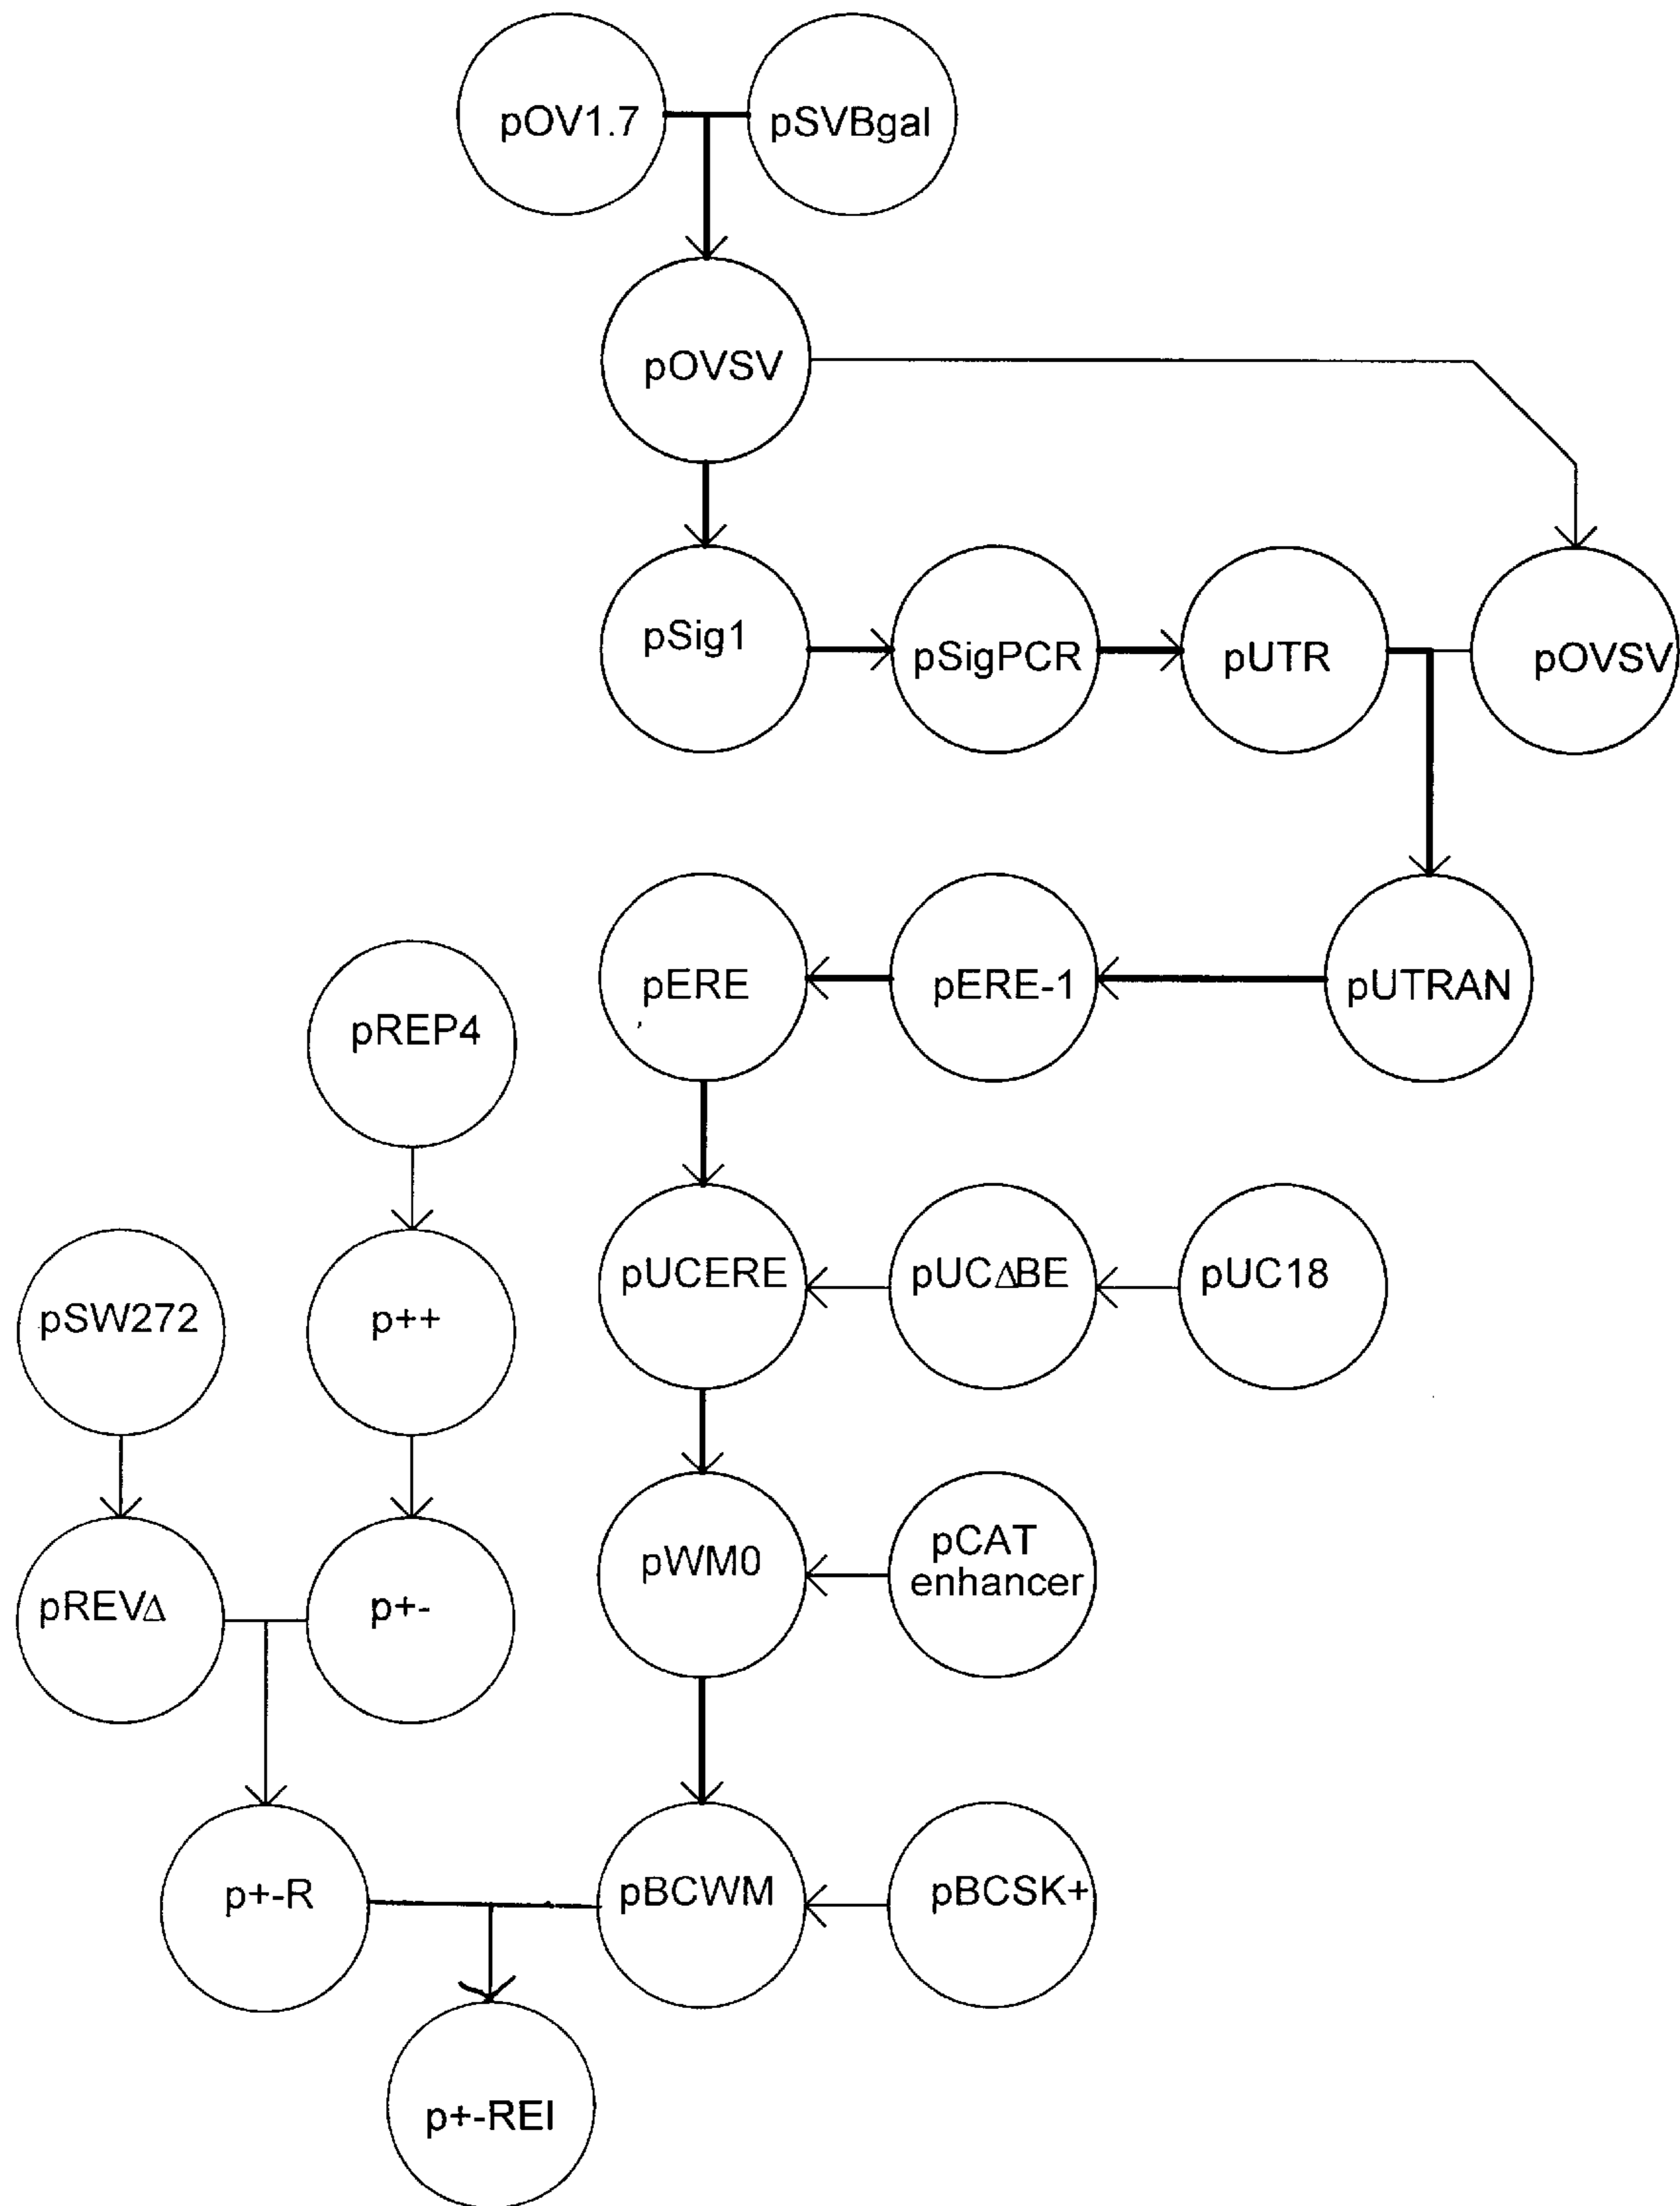 pOV1.7
pSVBgal
pOVSV
pSig1
pSigPCR
pUTR
pOVSV
pERE
pERE-1
pUTRAN
pREP4
pUCERE
pUCΔBE
pUC18
pSW272
p++
pWM0
pCAT
enhancer
pREVΔ
p+-
p+-R
pBCWM
pBCSK+
p+-REI